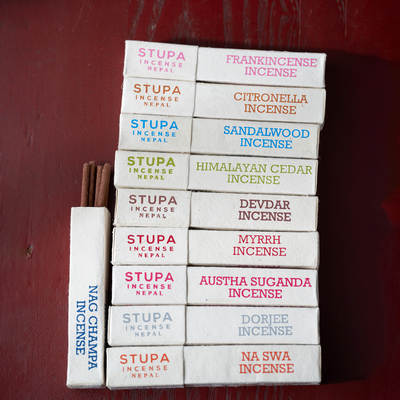 STUPA
INCENSE
NEPAL
FRANKINCENSE
INCENSE
STUPA
INCENSE
NEPAL
CITRONELLA
INCENSE
STUPA
INCENSE
NEPAL
SANDALWOOD
INCENSE
STUPA
INCENSE
NEPAL
HIMALAYAN CEDAR
INCENSE
STUPA
INCENSE
NEPAL
DEVDAR
INCENSE
STUPA
INCENSE
NEPAL
MYRRH
INCENSE
STUPA
INCENSE
NEPAL
AUSTHA SUGANDA
INCENSE
STUPA
INCENSE
NEPAL
DORJEE
INCENSE
STUPA
INCENSE
NEPAL
NA SWA
INCENSE
NAG CHAMPA
INCENSE